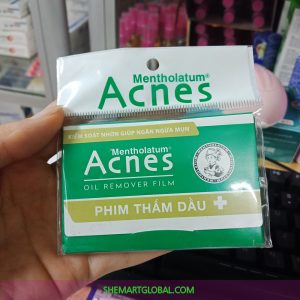 Mentholatum®
Acnes
KIỂM SOÁT NHỜN GIÚP NGĂN NGỪA MỤN
Mentholatum®
Acnes
OIL REMOVER FILM
PHIM THẤM DẦU
SHEMARTGLOBAL.COM